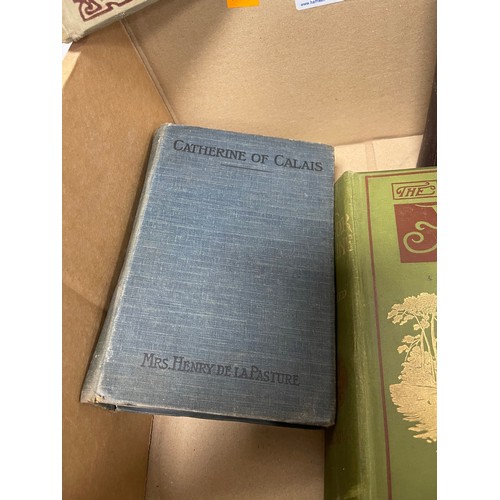 CATHERINE OF CALAIS
MRS. HENRY DE LA PASTURE
THE